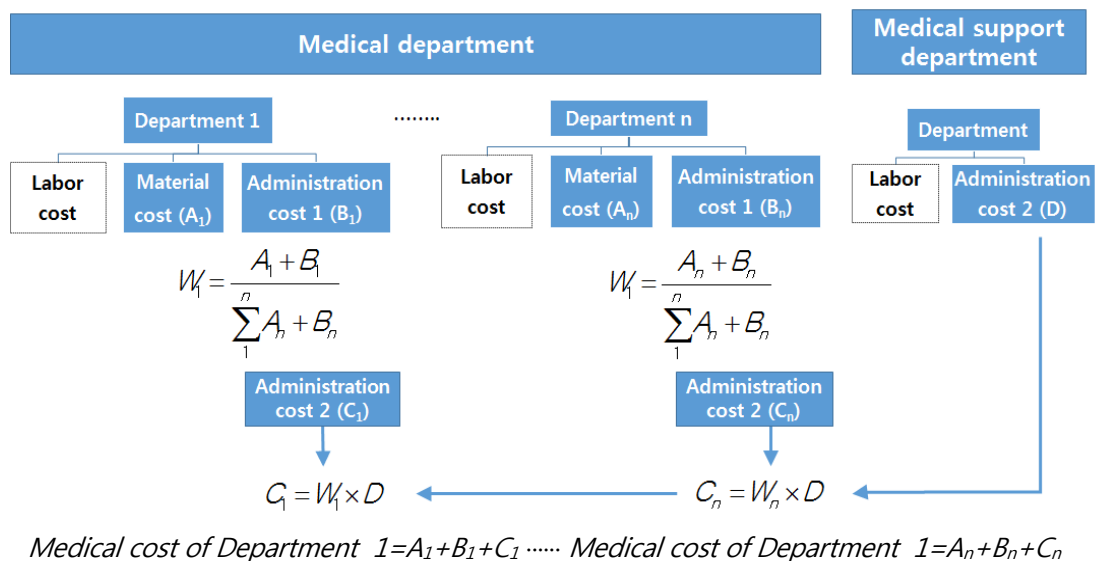 Medical department
Medical support
department
Department 1
········
Department n
Department
Labor
cost
Material
cost (A₁)
Administration
cost 1 (B₁)
Labor
cost
Material
cost (Aₙ)
Administration
cost 1 (Bₙ)
Labor
cost
Administration
cost 2 (D)
W₁ = (A₁ + B₁) / (∑₁ⁿ Aₙ + Bₙ)
W₁ = (Aₙ + Bₙ) / (∑₁ⁿ Aₙ + Bₙ)
Administration
cost 2 (C₁)
Administration
cost 2 (Cₙ)
C₁ = W₁ × D
Cₙ = Wₙ × D
Medical cost of Department 1=A₁+B₁+C₁ ······ Medical cost of Department 1=Aₙ+Bₙ+Cₙ